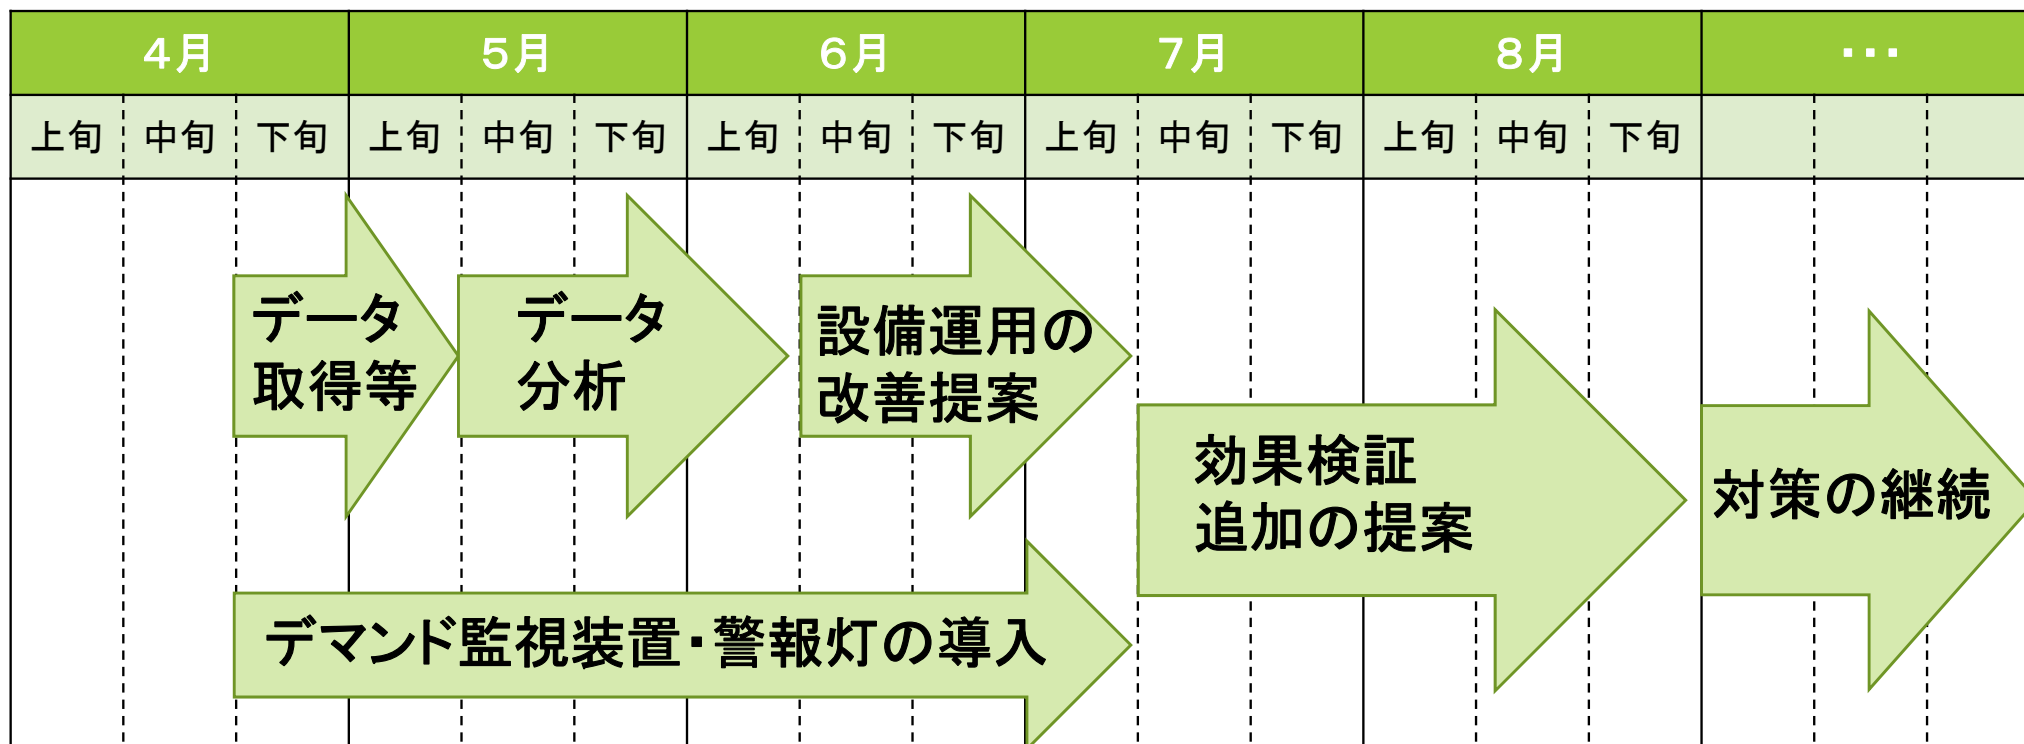 4月 5月 6月 7月 8月 ･･･
上旬 中旬 下旬 上旬 中旬 下旬 上旬 中旬 下旬 上旬 中旬 下旬 上旬 中旬 下旬
データ
取得等
データ
分析
設備運用の
改善提案
効果検証
追加の提案
対策の継続
デマンド監視装置・警報灯の導入